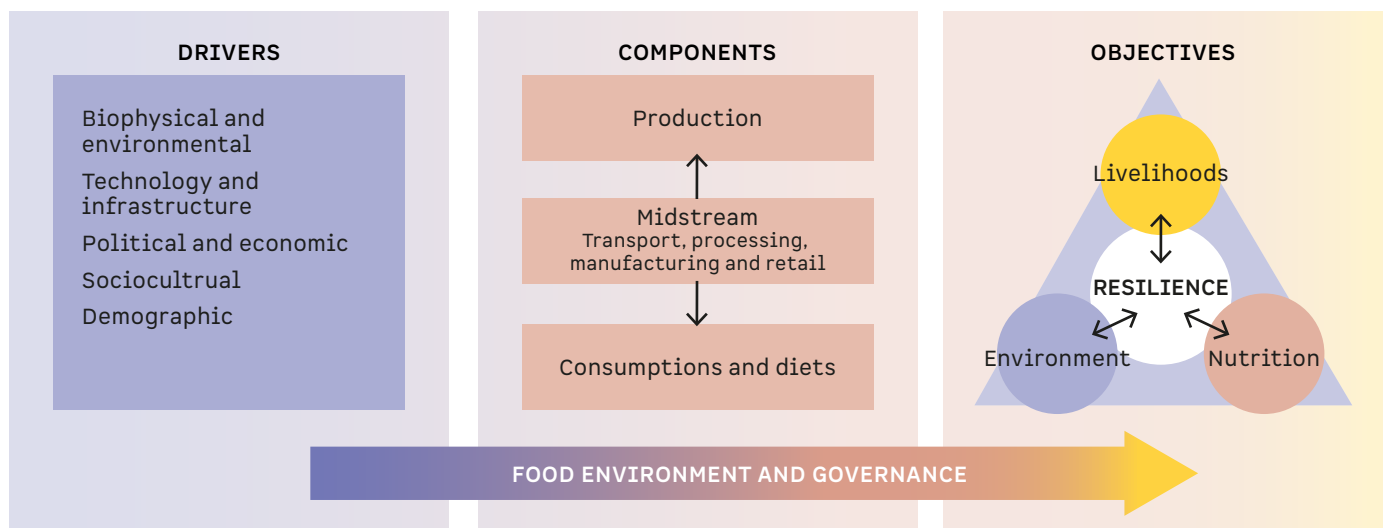 DRIVERS
Biophysical and
environmental
Technology and
infrastructure
Political and economic
Sociocultrual
Demographic
COMPONENTS
Production
Midstream
Transport, processing,
manufacturing and retail
Consumptions and diets
OBJECTIVES
Livelihoods
RESILIENCE
Environment
Nutrition
FOOD ENVIRONMENT AND GOVERNANCE